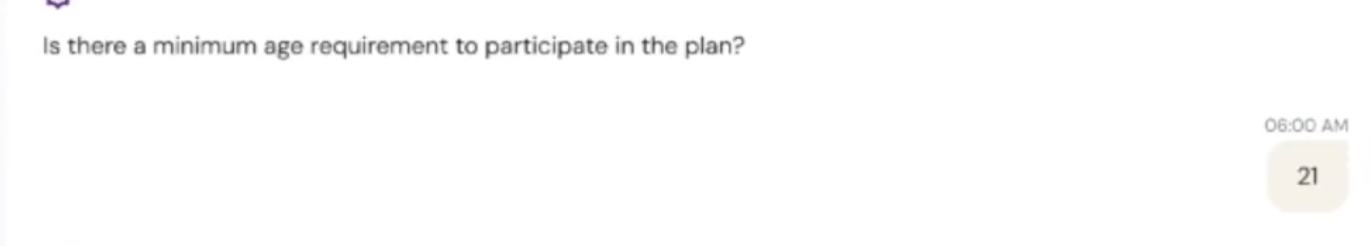 Is there a minimum age requirement to participate in the plan?
06:00 AM
21